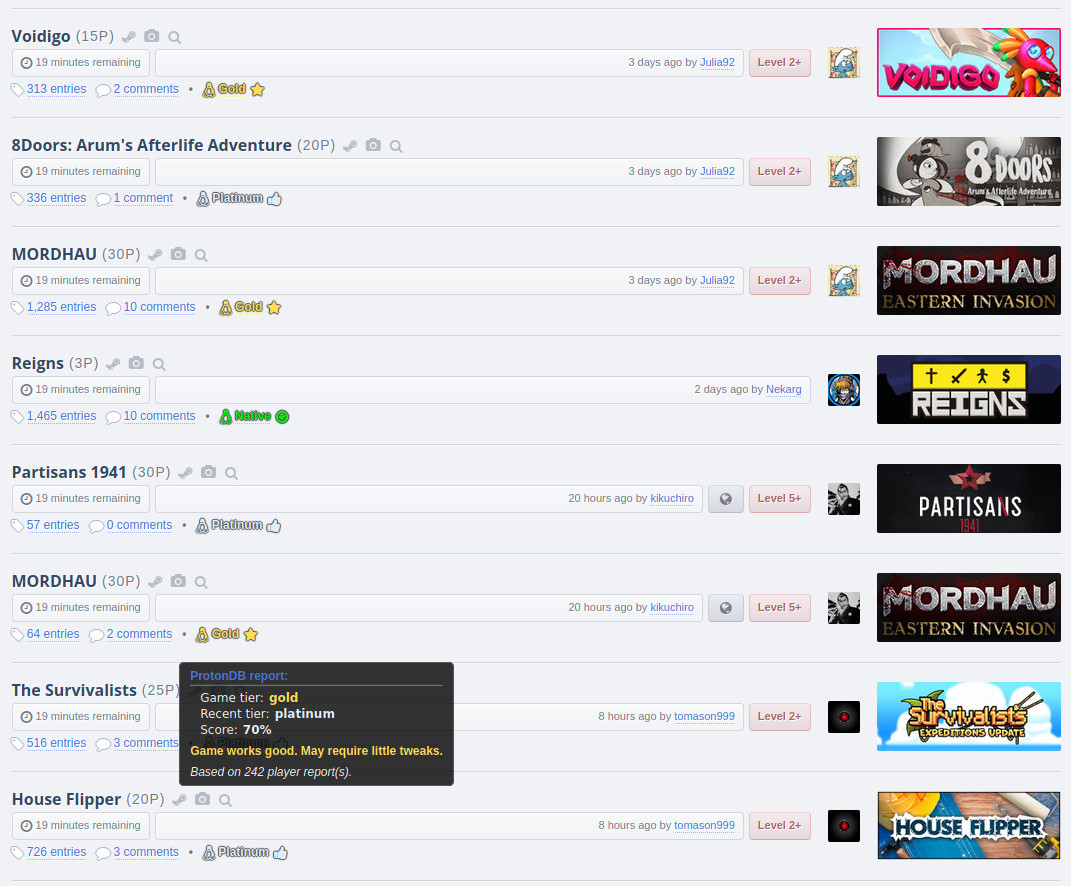 Voidigo (15P)
19 minutes remaining 3 days ago by Julia92 Level 2+
313 entries 2 comments • Gold
VOIDIGO
8Doors: Arum's Afterlife Adventure (20P)
19 minutes remaining 3 days ago by Julia92 Level 2+
336 entries 1 comment • Platinum
8 DOORS
Arum's Afterlife Adventure
MORDHAU (30P)
19 minutes remaining 3 days ago by Julia92 Level 2+
1,285 entries 10 comments • Gold
MORDHAU
EASTERN INVASION
Reigns (3P)
19 minutes remaining 2 days ago by Nekarg
1,465 entries 10 comments • Native
$
REIGNS
Partisans 1941 (30P)
19 minutes remaining 20 hours ago by kikuchiro Level 5+
57 entries 0 comments • Platinum
PARTISANS
1941
MORDHAU (30P)
19 minutes remaining 20 hours ago by kikuchiro Level 5+
64 entries 2 comments • Gold
MORDHAU
EASTERN INVASION
The Survivalists (25P)
19 minutes remaining 8 hours ago by tomason999 Level 2+
516 entries 3 comments
The
Survivalists
EXPEDITIONS UPDATE
ProtonDB report:
Game tier: gold
Recent tier: platinum
Score: 70%
Game works good. May require little tweaks.
Based on 242 player report(s).
House Flipper (20P)
19 minutes remaining 8 hours ago by tomason999 Level 2+
726 entries 3 comments • Platinum
HOUSE FLIPPER